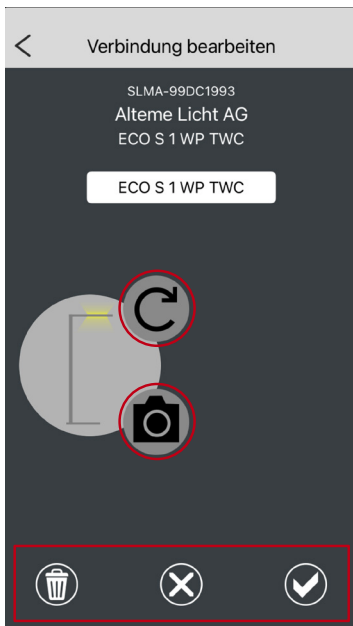 Verbindung bearbeiten
SLMA-99DC1993
Alteme Licht AG
ECO S 1 WP TWC
ECO S 1 WP TWC